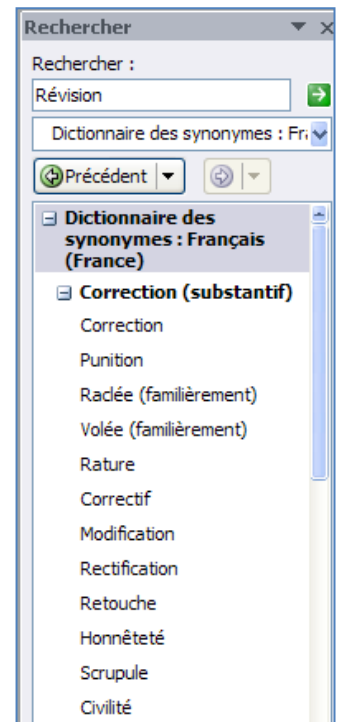 Rechercher
Rechercher :
Révision
Dictionnaire des synonymes : Fra
Précédent
Dictionnaire des
synonymes : Français
(France)
Correction (substantif)
Correction
Punition
Raclée (familièrement)
Volée (familièrement)
Rature
Correctif
Modification
Rectification
Retouche
Honnêteté
Scrupule
Civilité